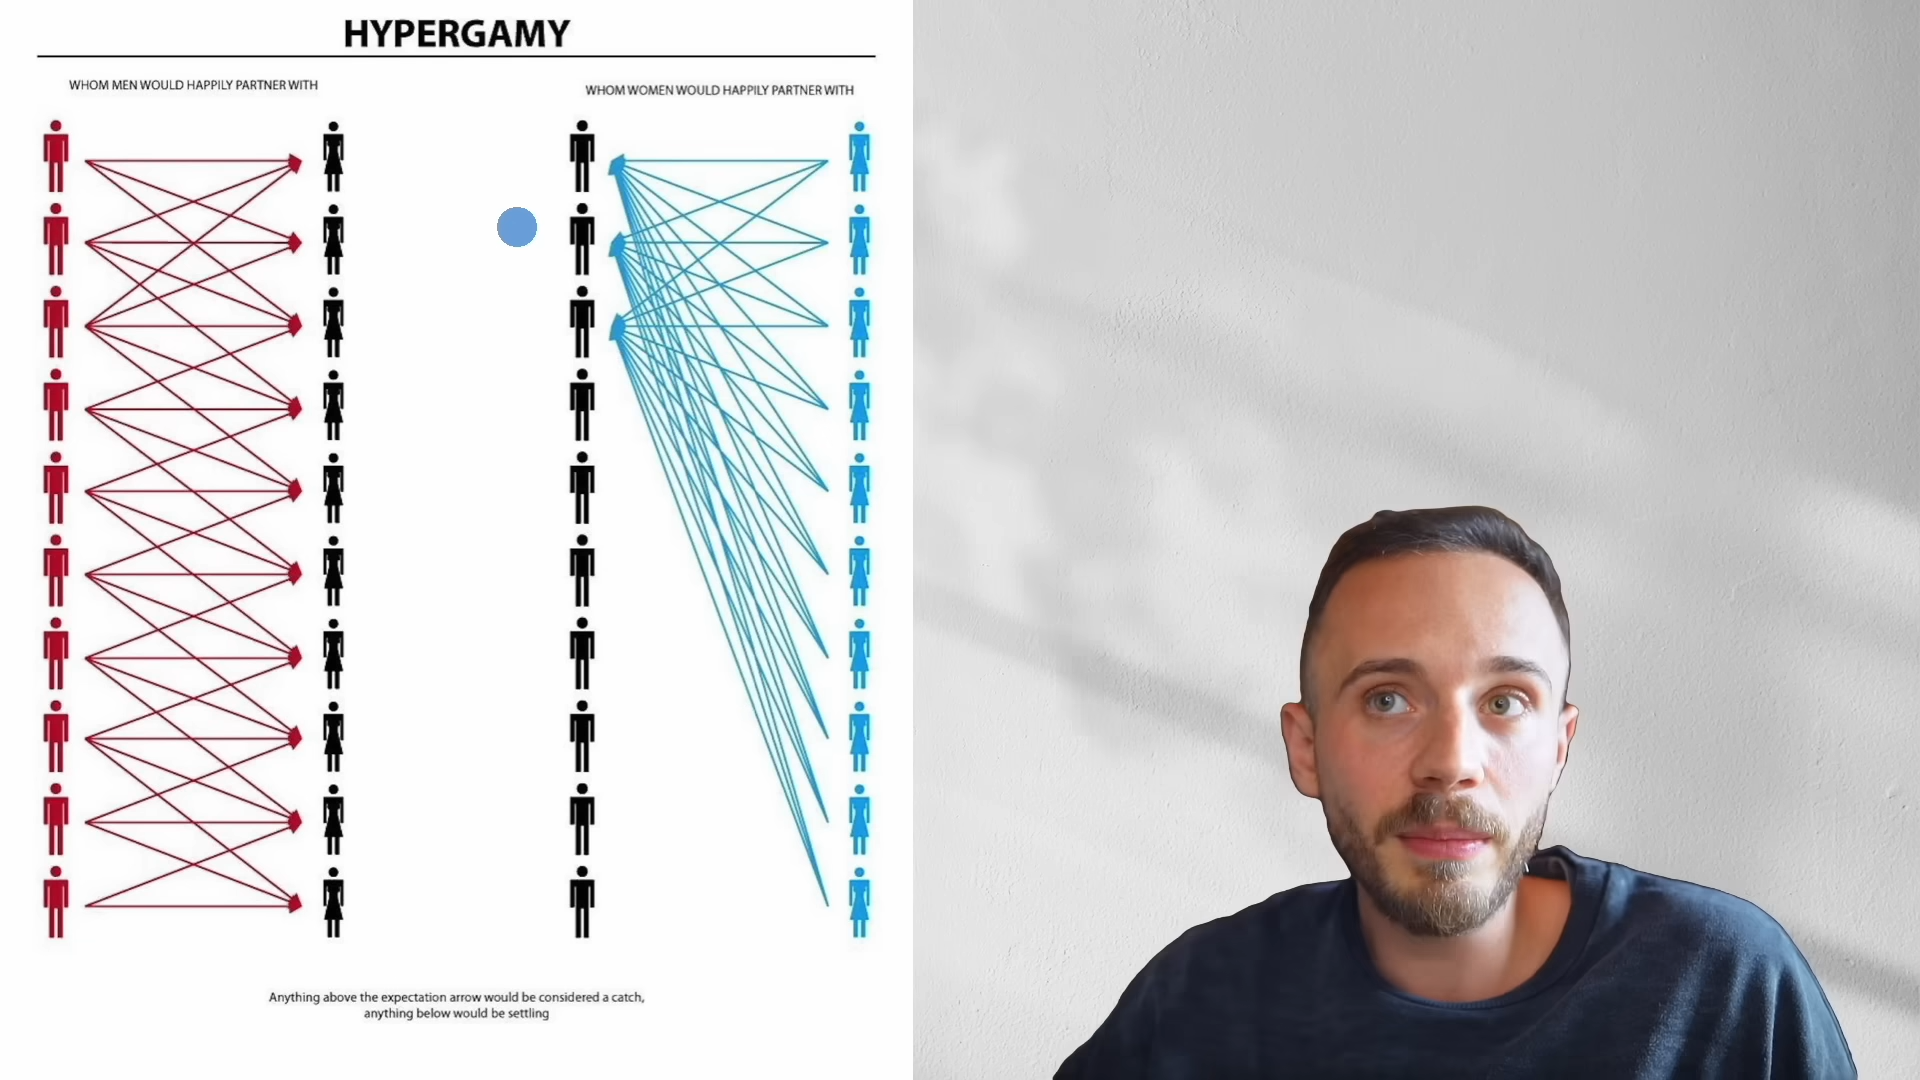 HYPERGAMY
WHOM MEN WOULD HAPPILY PARTNER WITH
WHOM WOMEN WOULD HAPPILY PARTNER WITH
Anything above the expectation arrow would be considered a catch,
anything below would be settling